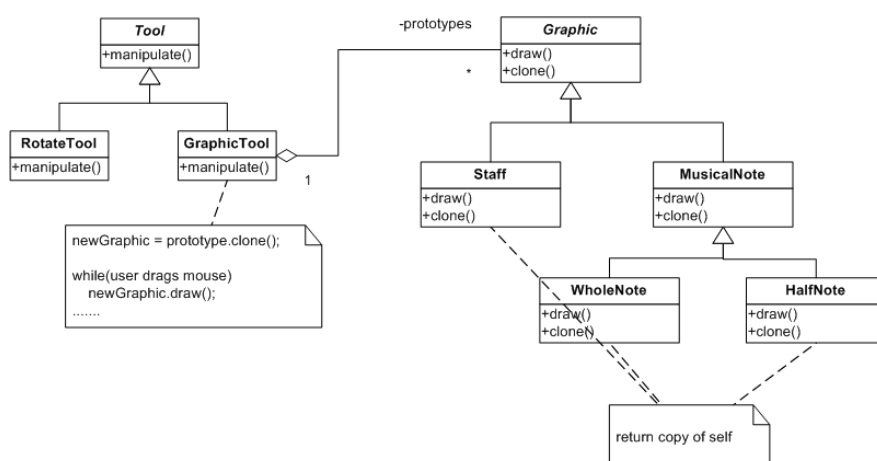 Tool
+manipulate()
RotateTool
+manipulate()
GraphicTool
+manipulate()
1
-prototypes
*
Graphic
+draw()
+clone()
Staff
+draw()
+clone()
MusicalNote
+draw()
+clone()
WholeNote
+draw()
+clone()
HalfNote
+draw()
+clone()
newGraphic = prototype.clone();
while(user drags mouse)
newGraphic.draw();
.......
return copy of self